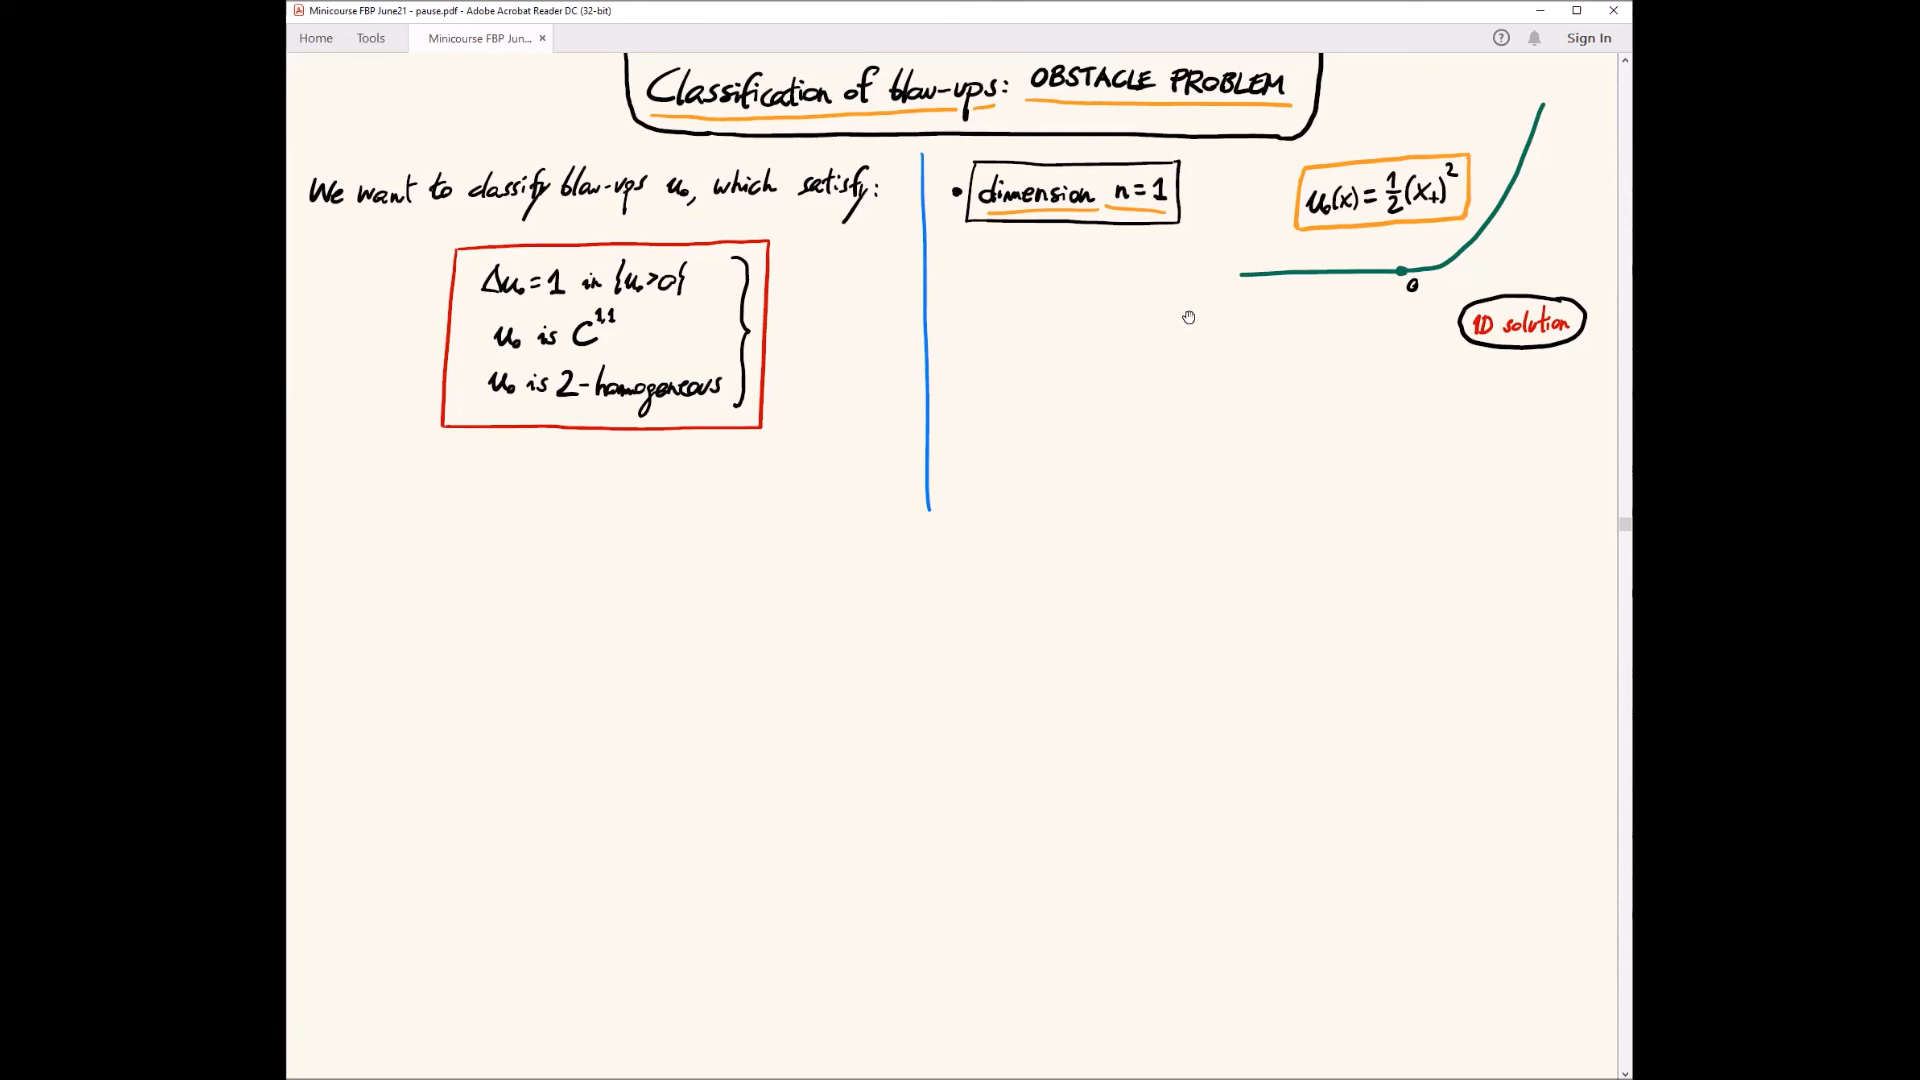 Minicourse FBP June21 - pause.pdf - Adobe Acrobat Reader DC (32-bit)
Home Tools Minicourse FBP Jun... × Sign In
Classification of blow-ups: OBSTACLE PROBLEM
We want to classify blow-ups u₀, which satisfy:
Δu₀ = 1 in {u₀>0}
u₀ is C¹,¹
u₀ is 2-homogeneous
• dimension n=1
u₀(x) = ½(x₊)²
0
1D solution